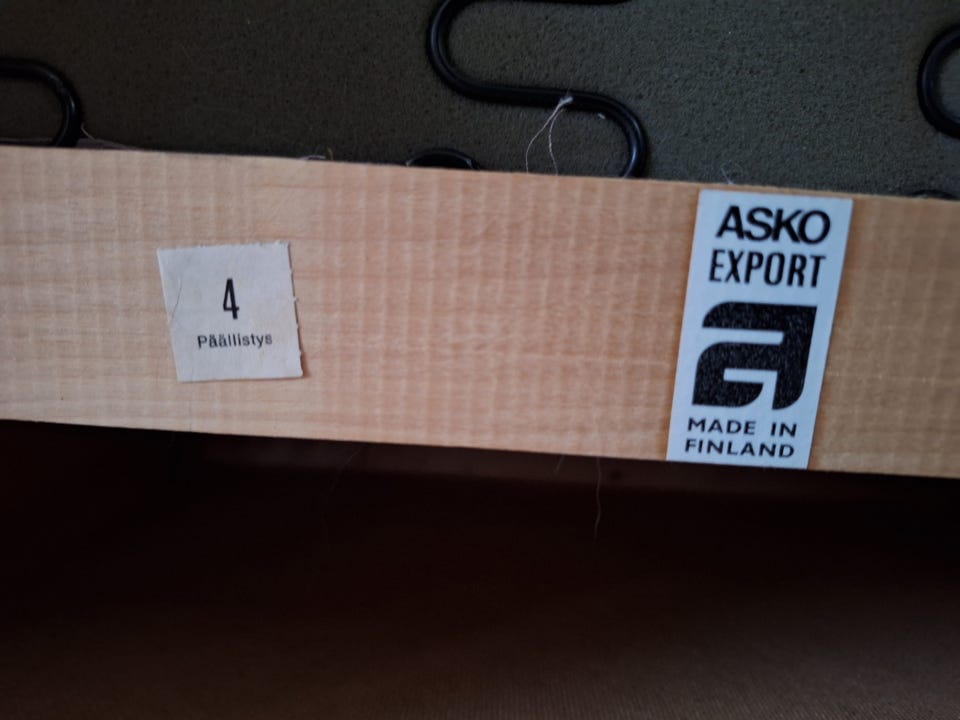 4
Päällistys
ASKO
EXPORT
a
MADE IN
FINLAND